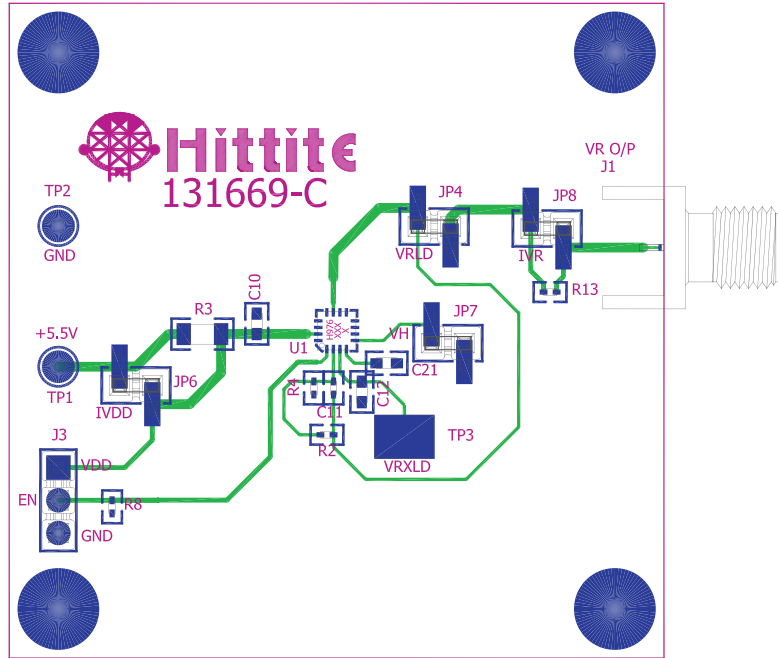 Hittite
131669-C
VR O/P
J1
TP2
GND
JP4
VRLD
JP8
IVR
R13
C10
R3
+5.5V
TP1
U1
H976
XXX
X
VH
JP7
JP6
IVDD
C21
R4
C11
C12
R2
TP3
VRXLD
J3
VDD
EN
R8
GND